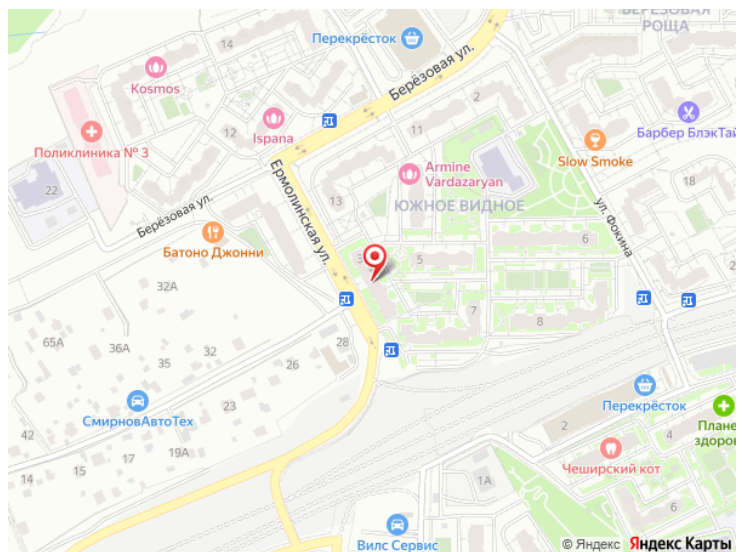 БЕРЁЗОВАЯ
РОЩА
14
Перекрёсток
Берёзовая ул.
Kosmos
2
Поликлиника № 3
12
Ispana
11
Барбер БлэкТай
Slow Smoke
22
Ермолинская ул.
Armine
Vardazaryan
13
18
Берёзовая ул.
ЮЖНОЕ ВИДНОЕ
ул. Фокина
Батоно Джонни
3
5
6
32А
65А
36А
35
32
28
26
7
8
СмирновАвтоТех
23
Перекрёсток
42
17
19А
15
14
2
Плане
здоров
Чеширский кот
4
1А
6
Вилс Сервис
© Яндекс Яндекс Карты